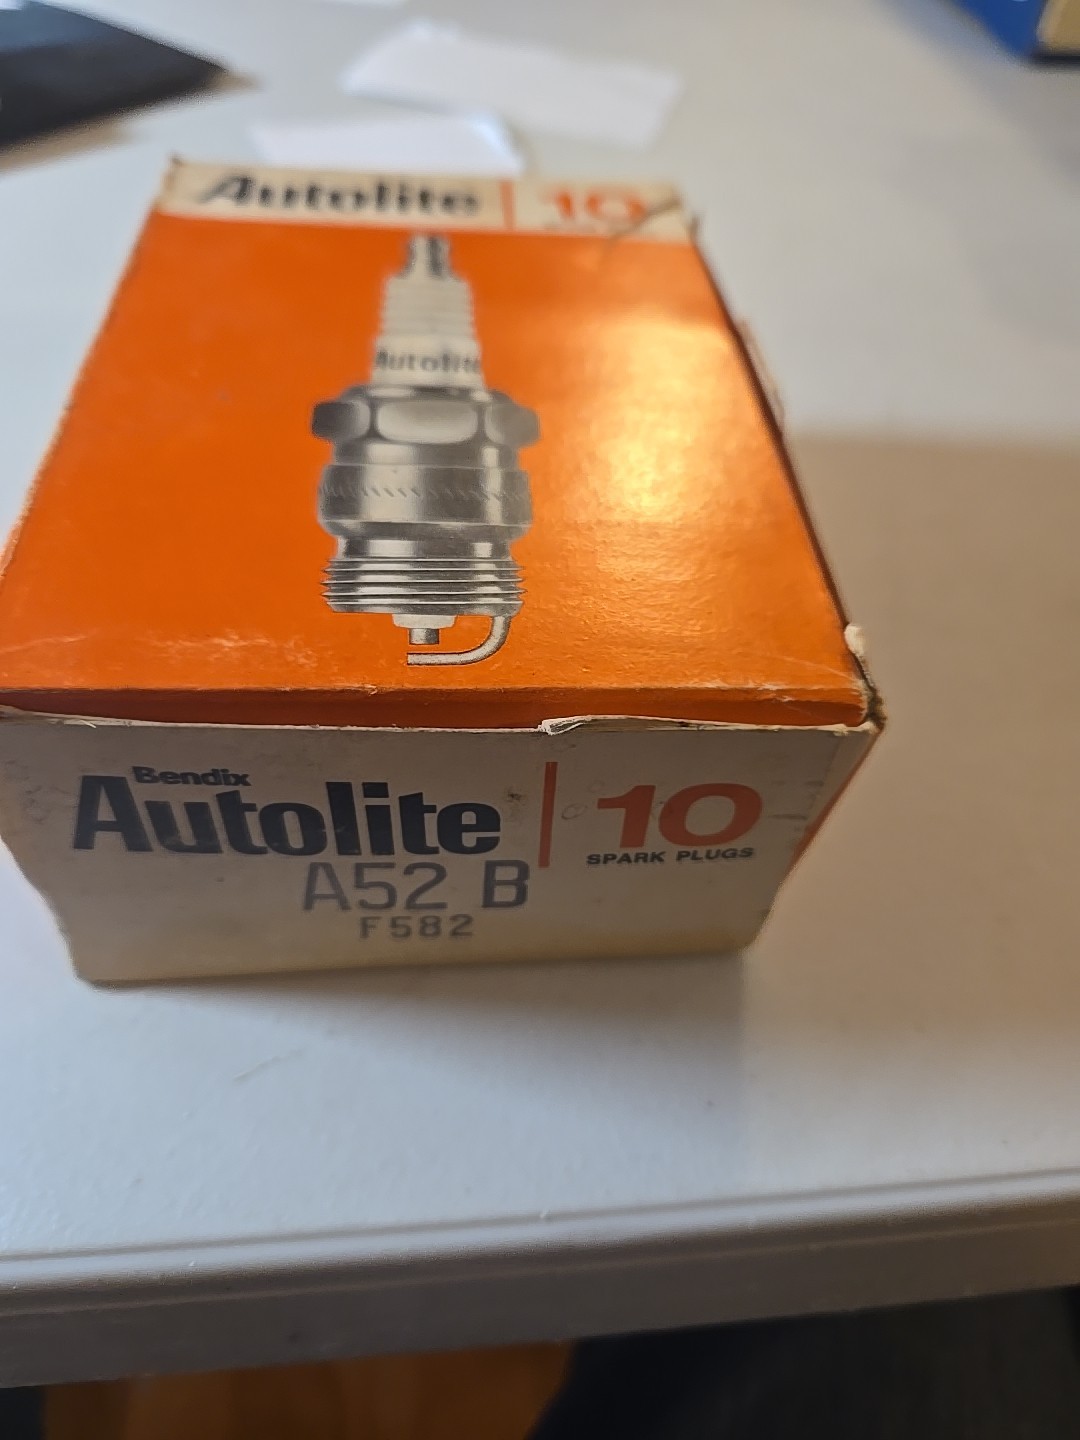 Autolite 10
Autolite
Bendix
Autolite 10
SPARK PLUGS
A52 B
F582